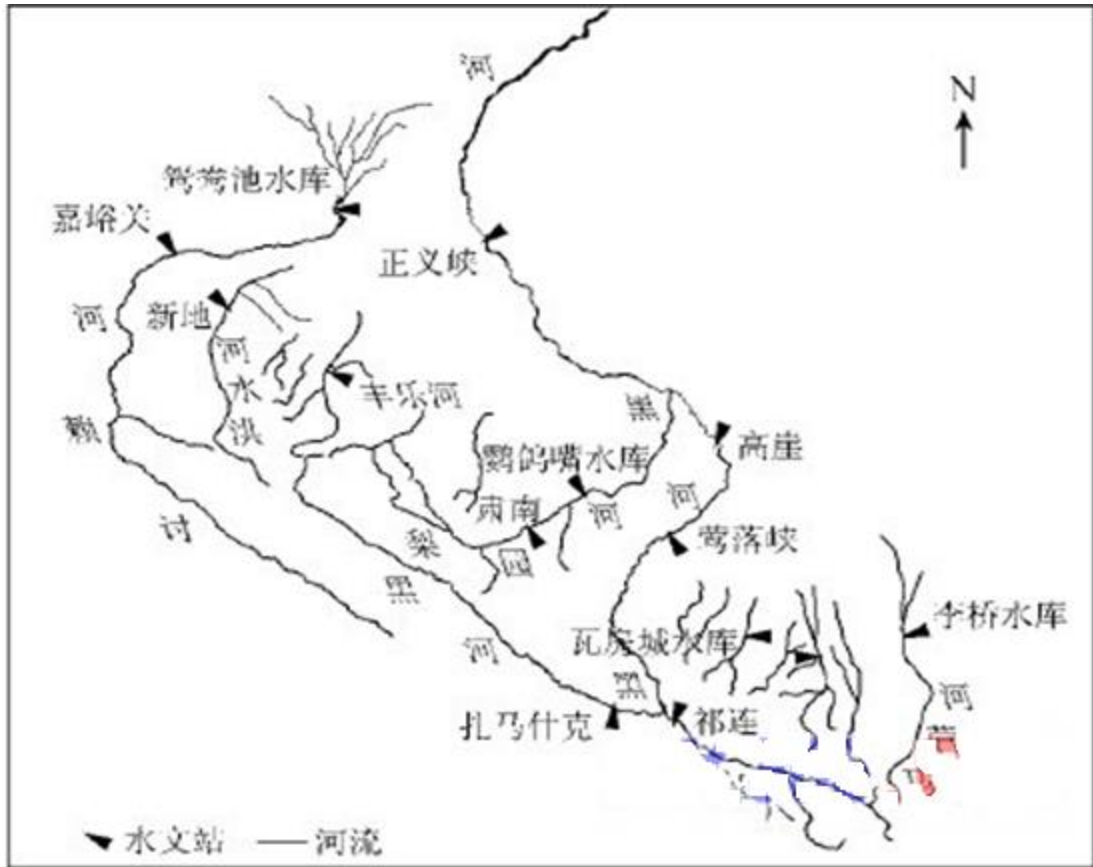 河
N
鸳鸯池水库
嘉峪关
正义峡
新地
河
河
水
丰乐河
黑
洪
赖
高崖
鹦鸽嘴水库
肃南
河
河
讨
梨
园
莺落峡
黑
李桥水库
瓦房城水库
河
黑
河
扎马什克
祁连
水文站
河流